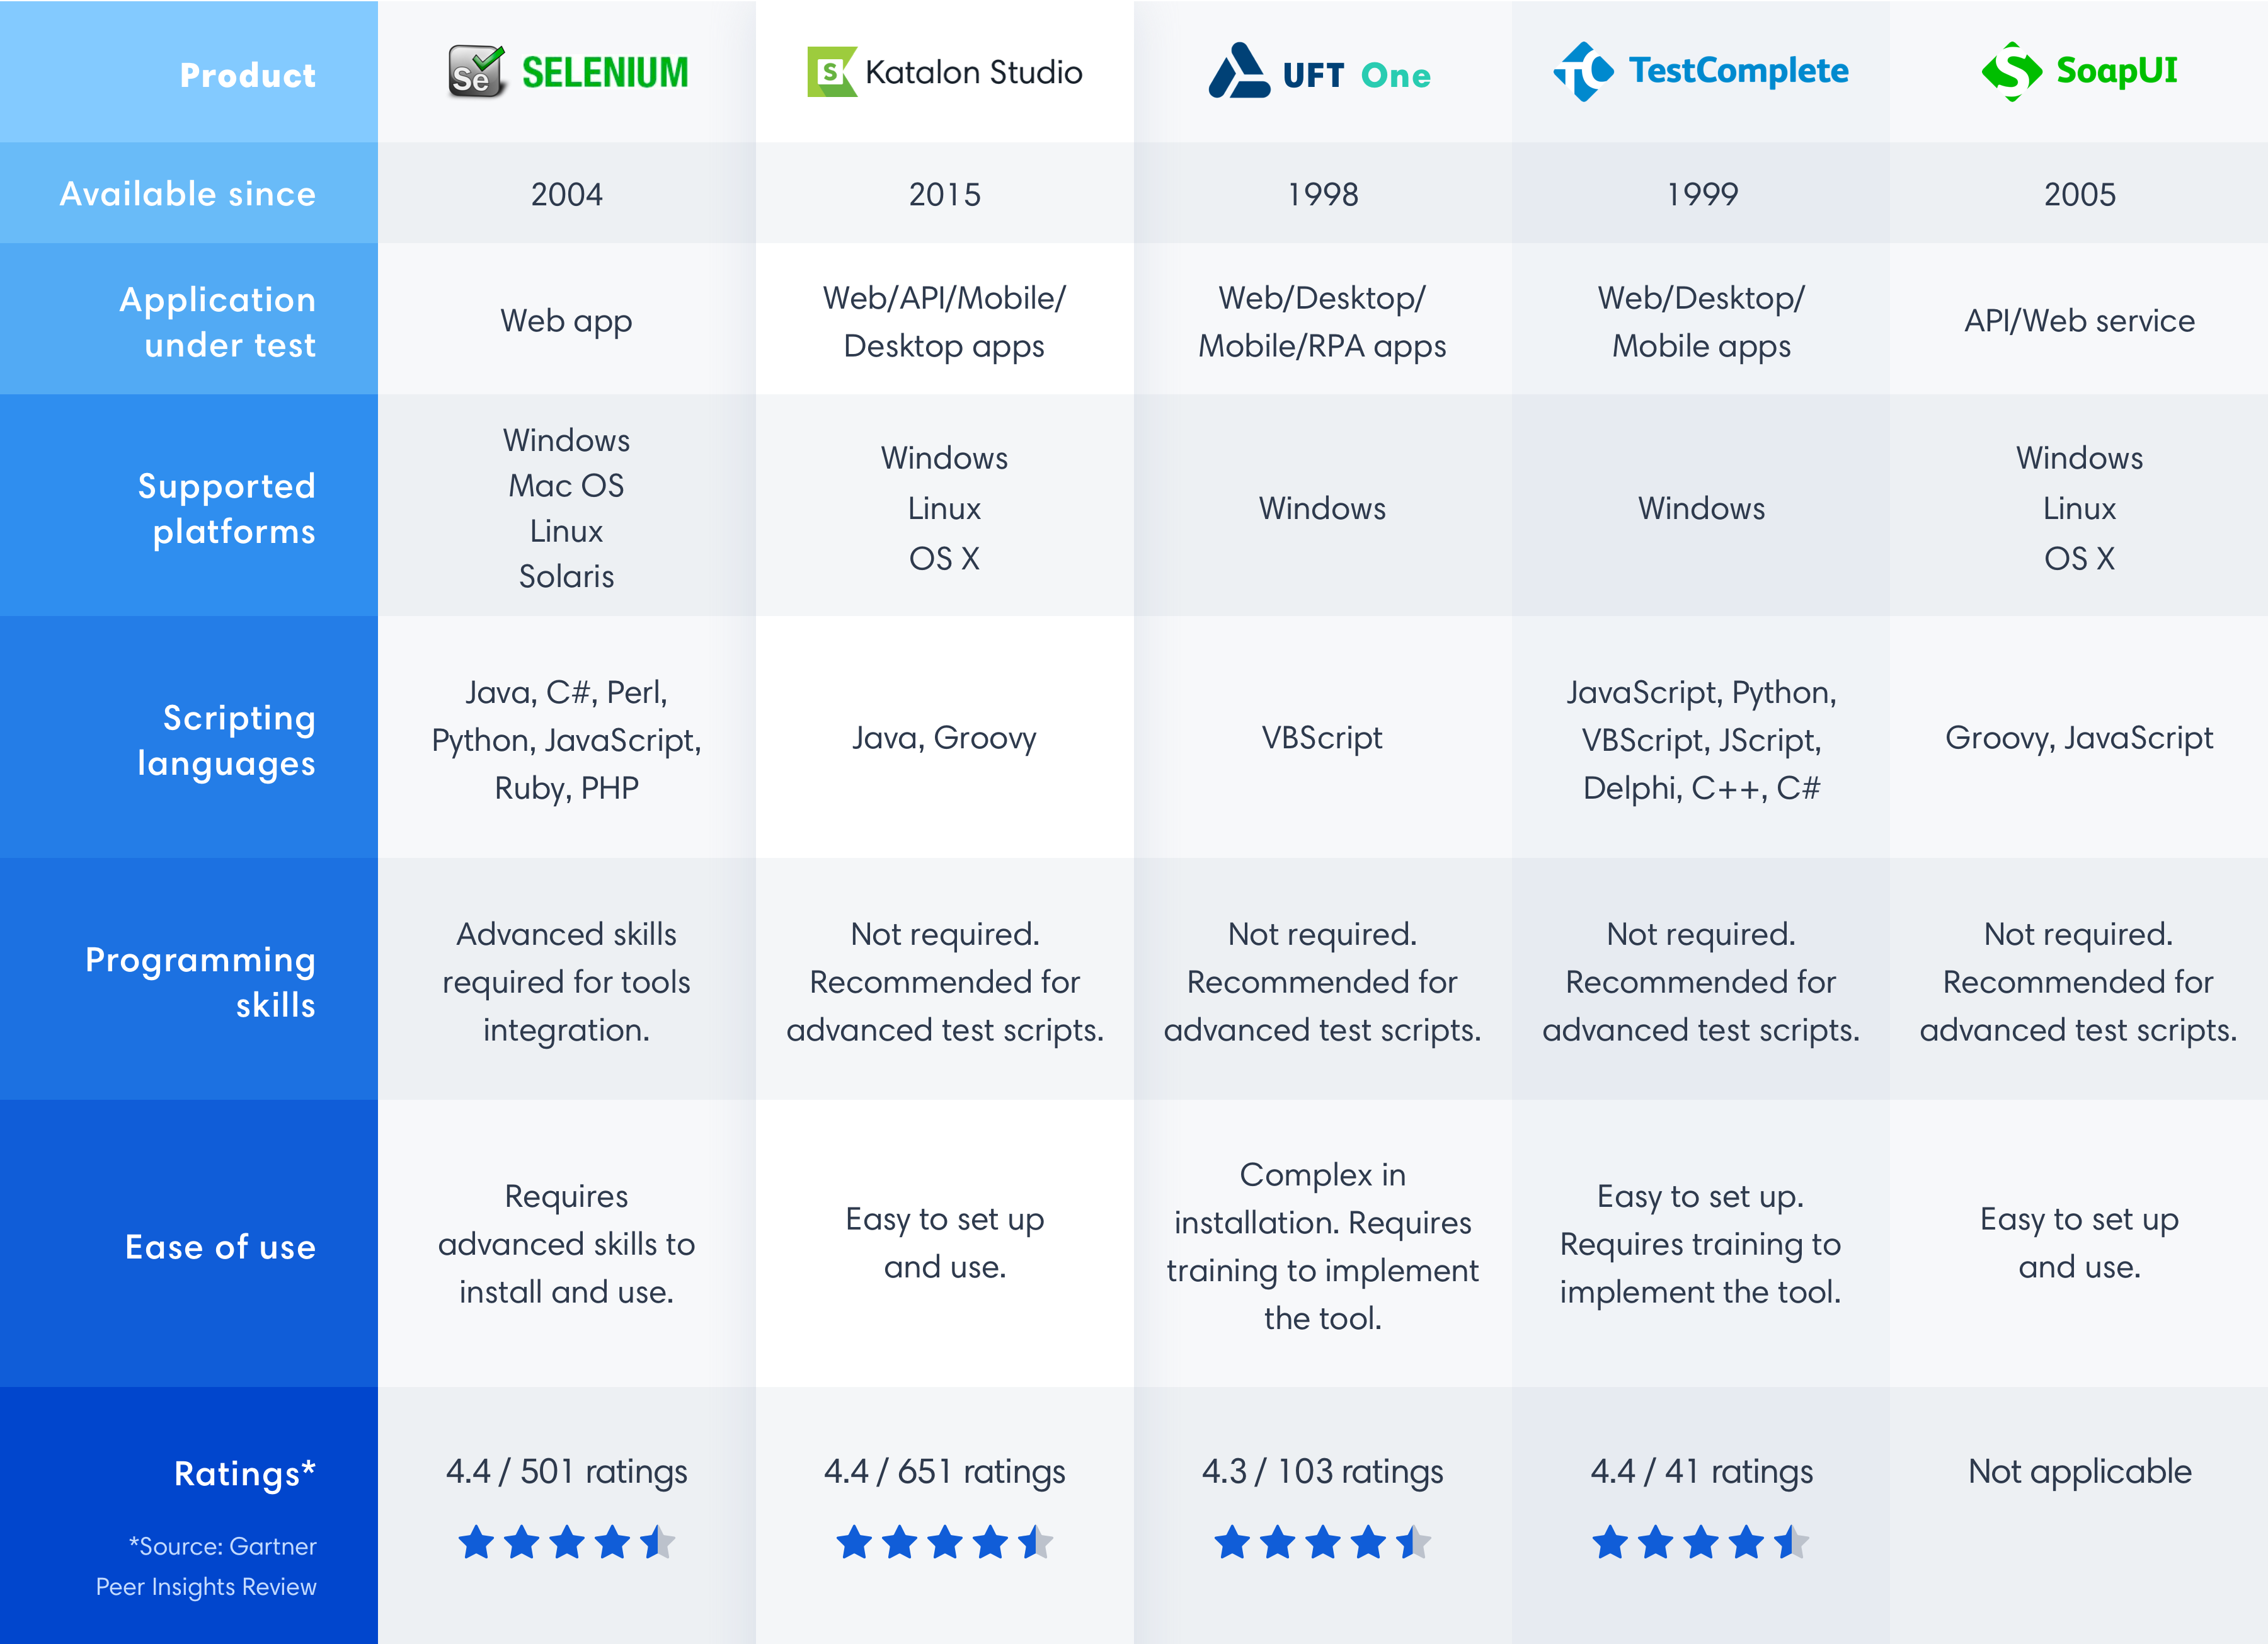 Product
Se SELENIUM
S Katalon Studio
UFT One
TC TestComplete
S SoapUI
Available since
2004
2015
1998
1999
2005
Application
under test
Web app
Web/API/Mobile/
Desktop apps
Web/Desktop/
Mobile/RPA apps
Web/Desktop/
Mobile apps
API/Web service
Supported
platforms
Windows
Mac OS
Linux
Solaris
Windows
Linux
OS X
Windows
Windows
Windows
Linux
OS X
Scripting
languages
Java, C#, Perl,
Python, JavaScript,
Ruby, PHP
Java, Groovy
VBScript
JavaScript, Python,
VBScript, JScript,
Delphi, C++, C#
Groovy, JavaScript
Programming
skills
Advanced skills
required for tools
integration.
Not required.
Recommended for
advanced test scripts.
Not required.
Recommended for
advanced test scripts.
Not required.
Recommended for
advanced test scripts.
Not required.
Recommended for
advanced test scripts.
Ease of use
Requires
advanced skills to
install and use.
Easy to set up
and use.
Complex in
installation. Requires
training to implement
the tool.
Easy to set up.
Requires training to
implement the tool.
Easy to set up
and use.
Ratings*
*Source: Gartner
Peer Insights Review
4.4 / 501 ratings
4.4 / 651 ratings
4.3 / 103 ratings
4.4 / 41 ratings
Not applicable